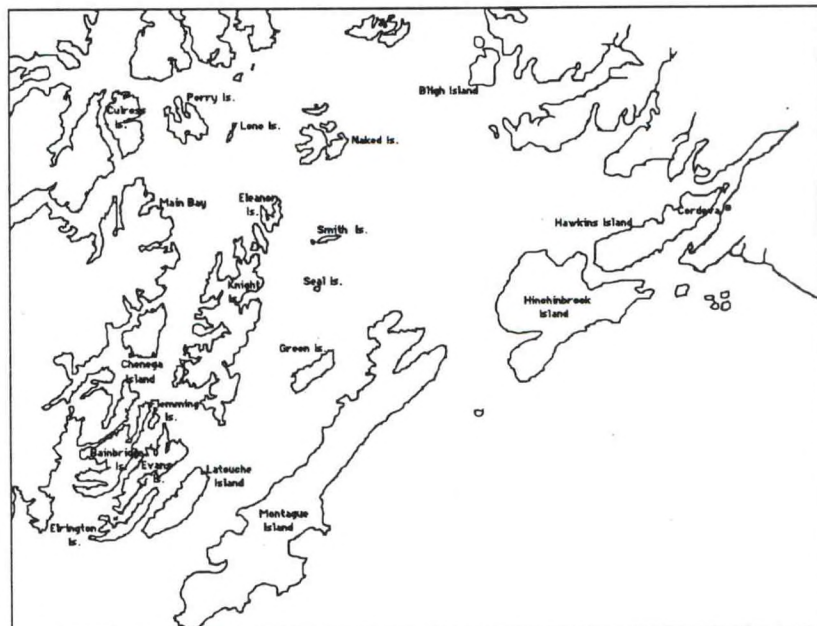 Bligh Island
Perry Is.
Culross
Is.
Lone Is.
Naked Is.
Main Bay
Eleanor
Is.
Smith Is.
Hawkins Island
Cordova
Knight
Is.
Seal Is.
Hinchinbrook
Island
Green Is.
Chenega
Island
Flemming
Is.
Bainbridge
Is.
Evans
Is.
Latouche
Island
Montague
Island
Elrington
Is.